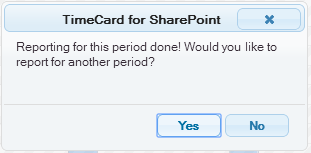 TimeCard for SharePoint
Reporting for this period done! Would you like to
report for another period?
Yes No